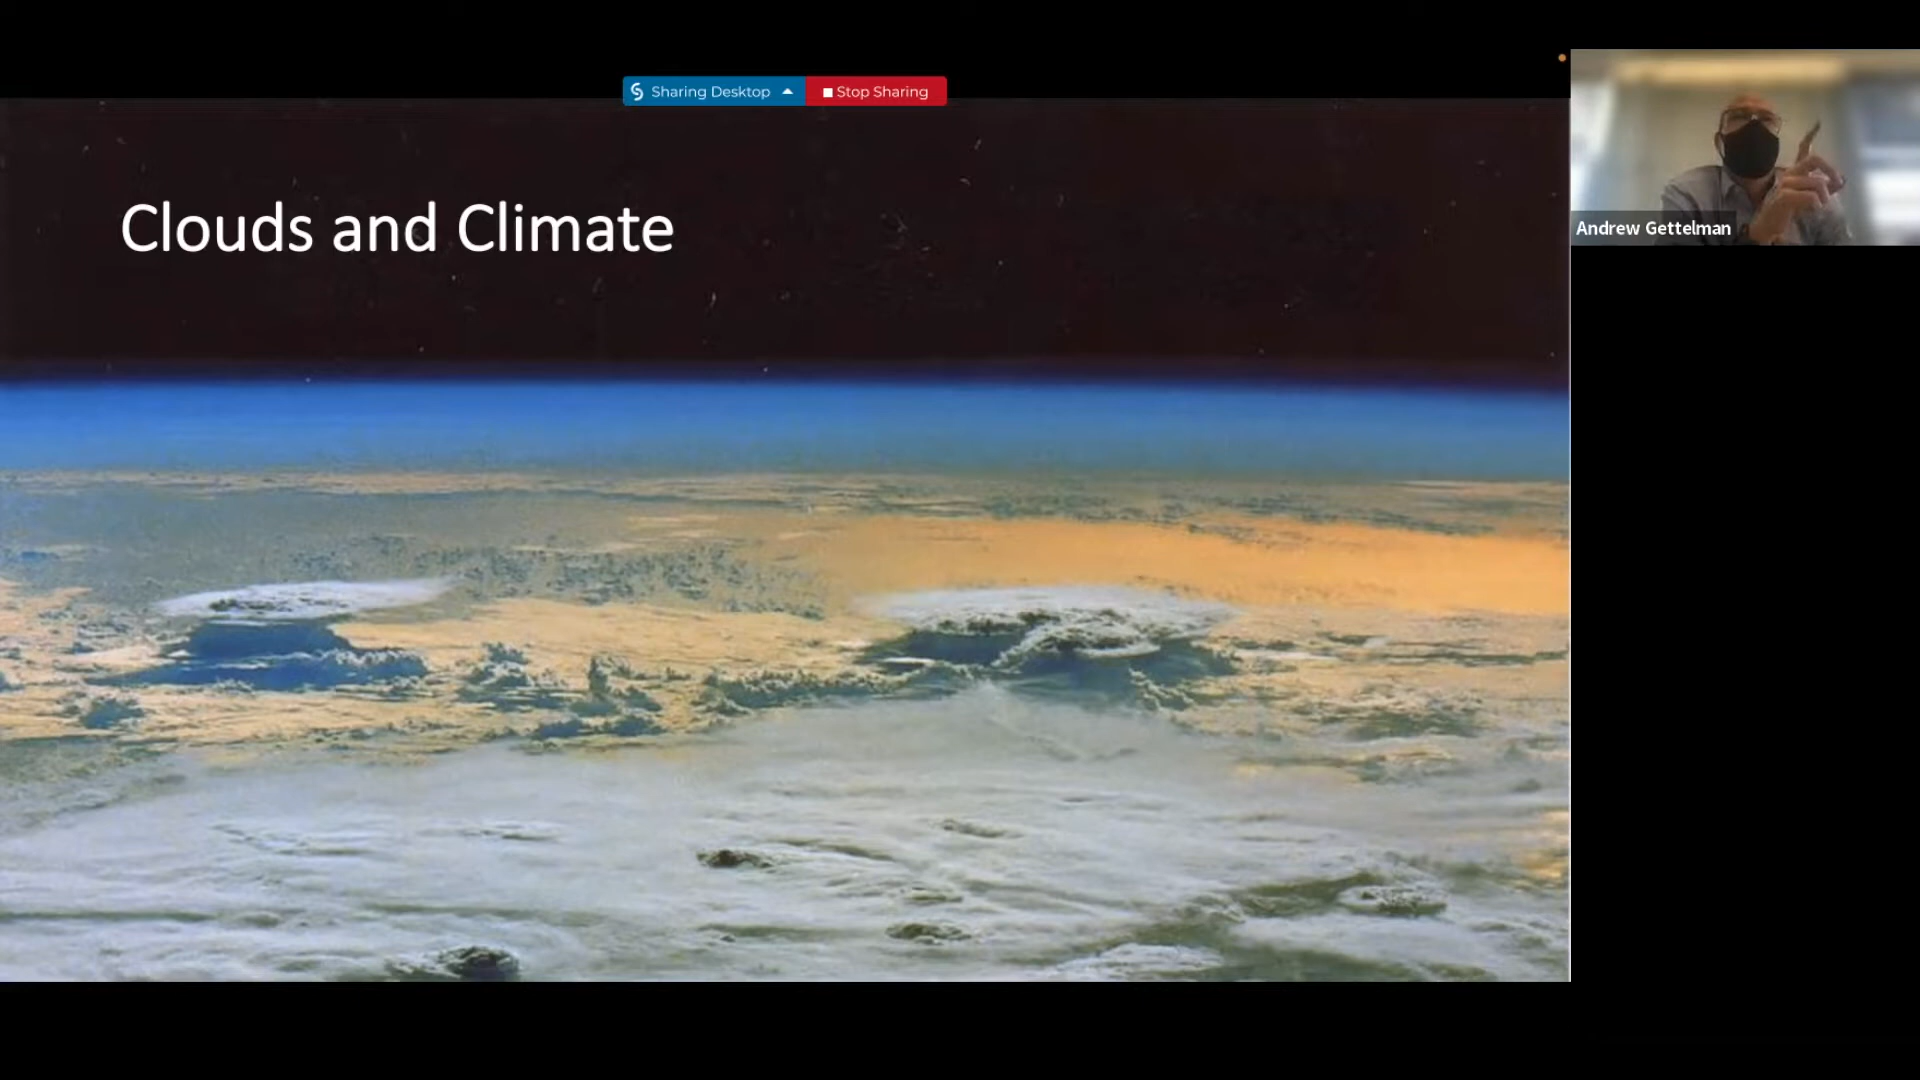 Sharing Desktop
Stop Sharing
Clouds and Climate
Andrew Gettelman